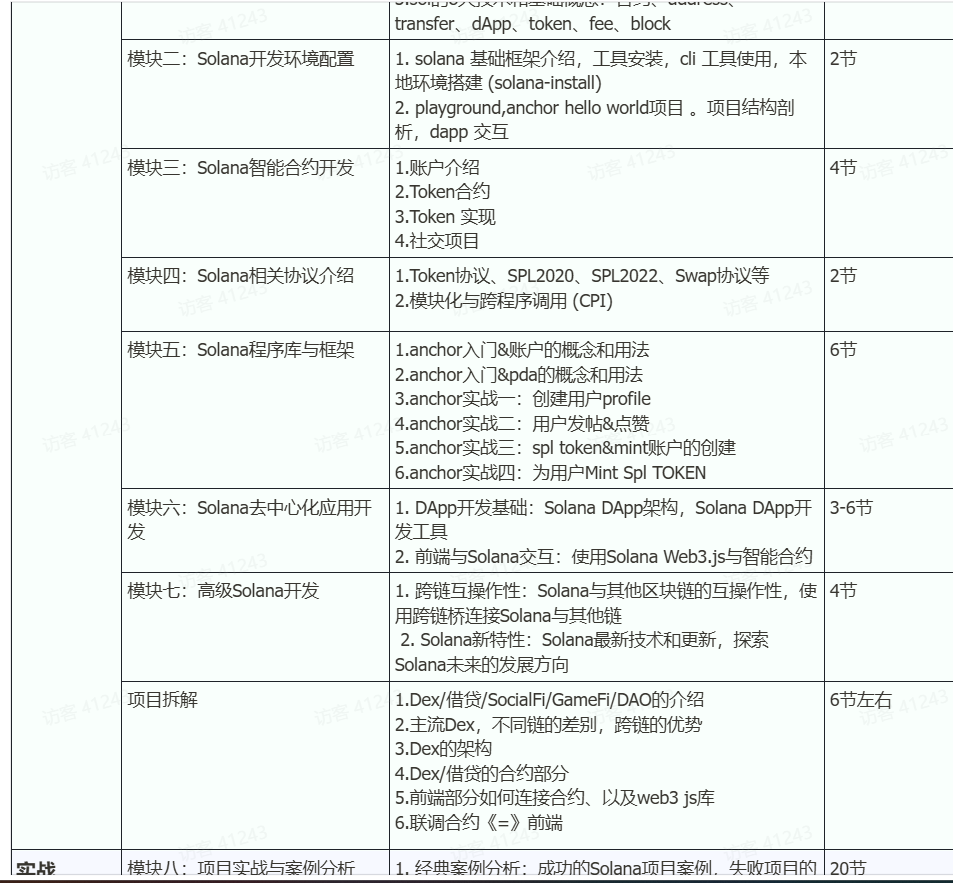 3.sol的8大技术和基础概念：合约、address、
transfer、dApp、token、fee、block
模块二：Solana开发环境配置
1. solana 基础框架介绍，工具安装，cli 工具使用，本
地环境搭建 (solana-install)
2. playground,anchor hello world项目 。项目结构剖
析，dapp 交互
2节
模块三：Solana智能合约开发
1.账户介绍
2.Token合约
3.Token 实现
4.社交项目
4节
模块四：Solana相关协议介绍
1.Token协议、SPL2020、SPL2022、Swap协议等
2.模块化与跨程序调用 (CPI)
2节
模块五：Solana程序库与框架
1.anchor入门&账户的概念和用法
2.anchor入门&pda的概念和用法
3.anchor实战一：创建用户profile
4.anchor实战二：用户发帖&点赞
5.anchor实战三：spl token&mint账户的创建
6.anchor实战四：为用户Mint Spl TOKEN
6节
模块六：Solana去中心化应用开
发
1. DApp开发基础：Solana DApp架构，Solana DApp开
发工具
2. 前端与Solana交互：使用Solana Web3.js与智能合约
3-6节
模块七：高级Solana开发
1. 跨链互操作性：Solana与其他区块链的互操作性，使
用跨链桥连接Solana与其他链
2. Solana新特性：Solana最新技术和更新，探索
Solana未来的发展方向
4节
项目拆解
1.Dex/借贷/SocialFi/GameFi/DAO的介绍
2.主流Dex，不同链的差别，跨链的优势
3.Dex的架构
4.Dex/借贷的合约部分
5.前端部分如何连接合约、以及web3 js库
6.联调合约《=》前端
6节左右
实战
模块八：项目实战与案例分析
1. 经典案例分析：成功的Solana项目案例，失败项目的
20节
访客 41243